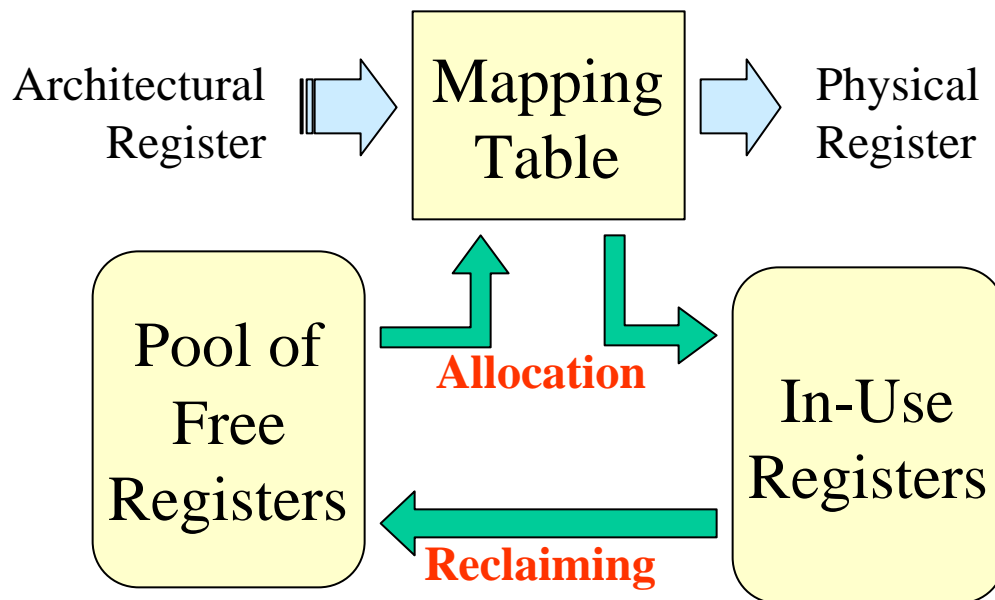 Architectural
Register
Mapping
Table
Physical
Register
Pool of
Free
Registers
Allocation
In-Use
Registers
Reclaiming